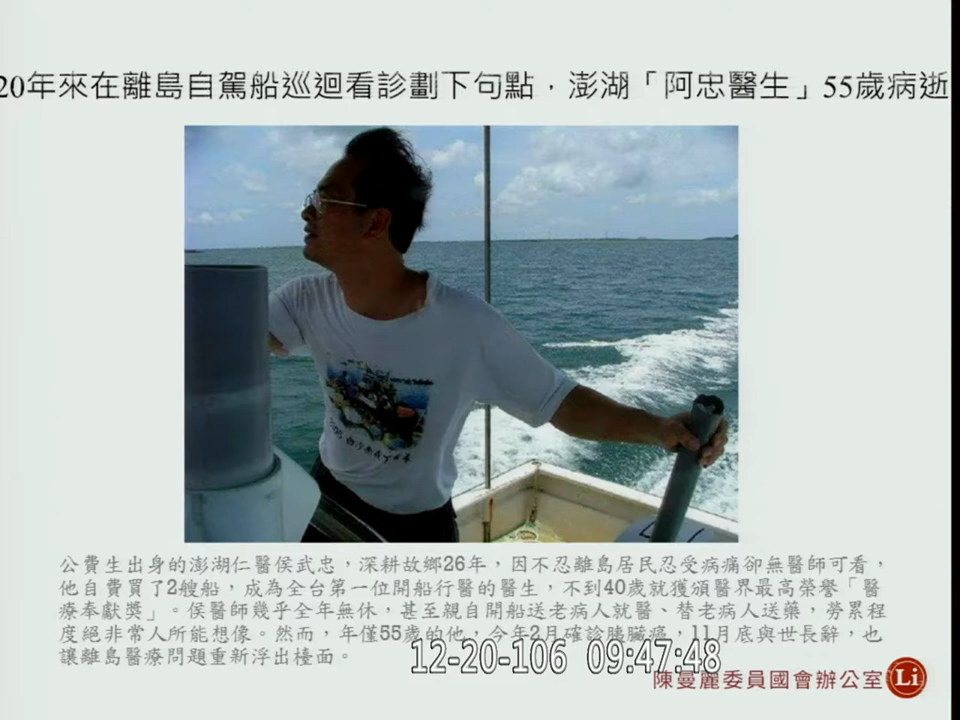 20年來在離島自駕船巡迴看診劃下句點，澎湖「阿忠醫生」55歲病逝
公費生出身的澎湖仁醫侯武忠，深耕故鄉26年，因不忍離島居民忍受病痛卻無醫師可看，
他自費買了2艘船，成為全台第一位開船行醫的醫生，不到40歲就獲頒醫界最高榮譽「醫
療奉獻獎」。侯醫師幾乎全年無休，甚至親自開船送老病人就醫、替老病人送藥，勞累程
度絕非常人所能想像。然而，年僅55歲的他，今年2月確診胰臟癌，11月底與世長辭，也
讓離島醫療問題重新浮出檯面。
12-20-106 09:47:48
陳曼麗委員國會辦公室 Li